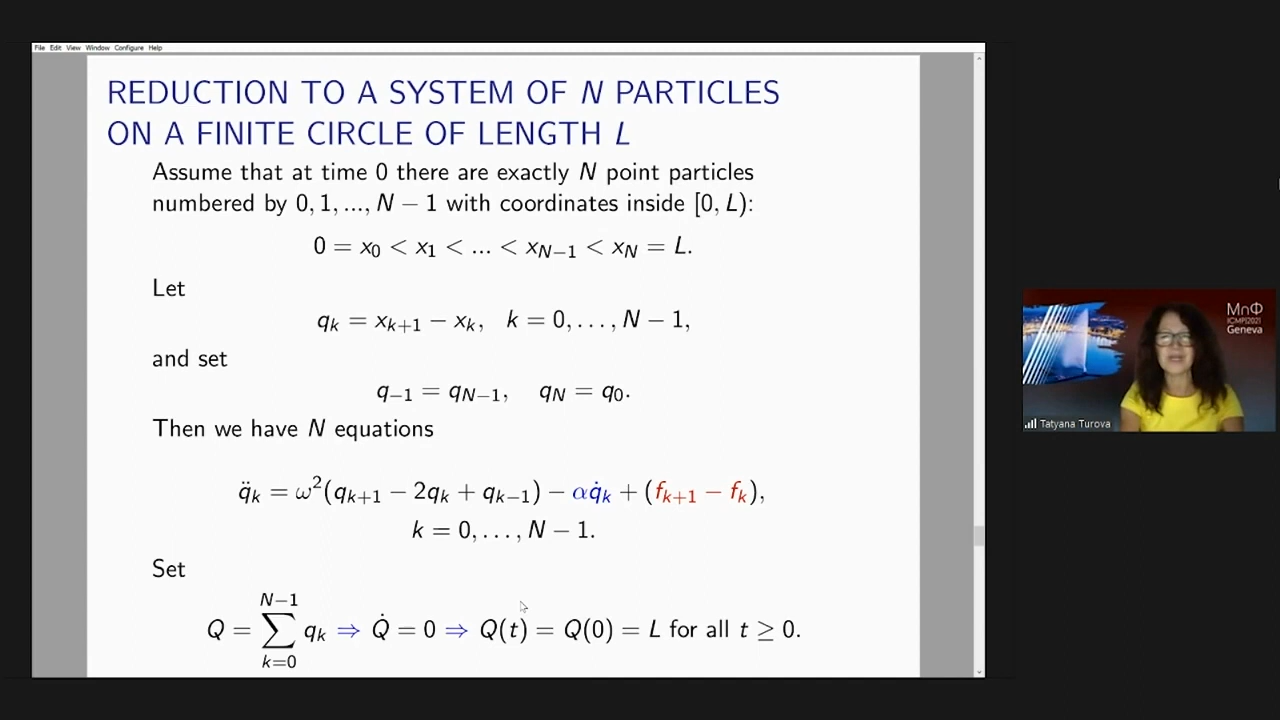 File Edit View Window Configure Help
REDUCTION TO A SYSTEM OF N PARTICLES
ON A FINITE CIRCLE OF LENGTH L
Assume that at time 0 there are exactly N point particles
numbered by 0, 1, ..., N − 1 with coordinates inside [0, L):
0 = x₀ < x₁ < ... < x_{N−1} < x_N = L.
Let
q_k = x_{k+1} − x_k, k = 0, . . . , N − 1,
and set
q_{−1} = q_{N−1}, q_N = q₀.
Then we have N equations
q̈_k = ω²(q_{k+1} − 2q_k + q_{k−1}) − αq̇_k + (f_{k+1} − f_k),
k = 0, . . . , N − 1.
Set
Q = ∑_{k=0}^{N−1} q_k ⇒ Q̇ = 0 ⇒ Q(t) = Q(0) = L for all t ≥ 0.
MΠΦ
ICMP|2021
Geneva
Tatyana Turova